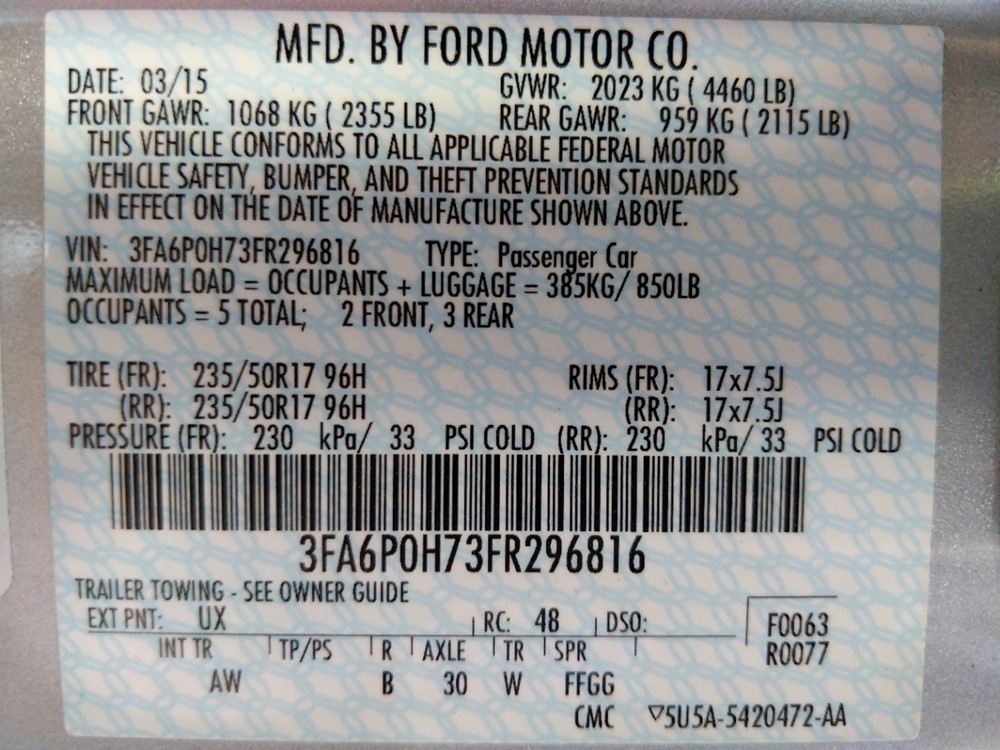 MFD. BY FORD MOTOR CO.
DATE: 03/15 GVWR: 2023 KG ( 4460 LB)
FRONT GAWR: 1068 KG ( 2355 LB) REAR GAWR: 959 KG ( 2115 LB)
THIS VEHICLE CONFORMS TO ALL APPLICABLE FEDERAL MOTOR
VEHICLE SAFETY, BUMPER, AND THEFT PREVENTION STANDARDS
IN EFFECT ON THE DATE OF MANUFACTURE SHOWN ABOVE.
VIN: 3FA6P0H73FR296816 TYPE: Passenger Car
MAXIMUM LOAD = OCCUPANTS + LUGGAGE = 385KG/ 850LB
OCCUPANTS = 5 TOTAL; 2 FRONT, 3 REAR
TIRE (FR): 235/50R17 96H RIMS (FR): 17x7.5J
(RR): 235/50R17 96H (RR): 17x7.5J
PRESSURE (FR): 230 kPa/ 33 PSI COLD (RR): 230 kPa/ 33 PSI COLD
3FA6P0H73FR296816
TRAILER TOWING - SEE OWNER GUIDE
EXT PNT: UX RC: 48 DSO: F0063
INT TR TP/PS R AXLE TR SPR R0077
AW B 30 W FFGG
CMC ▽5U5A-5420472-AA